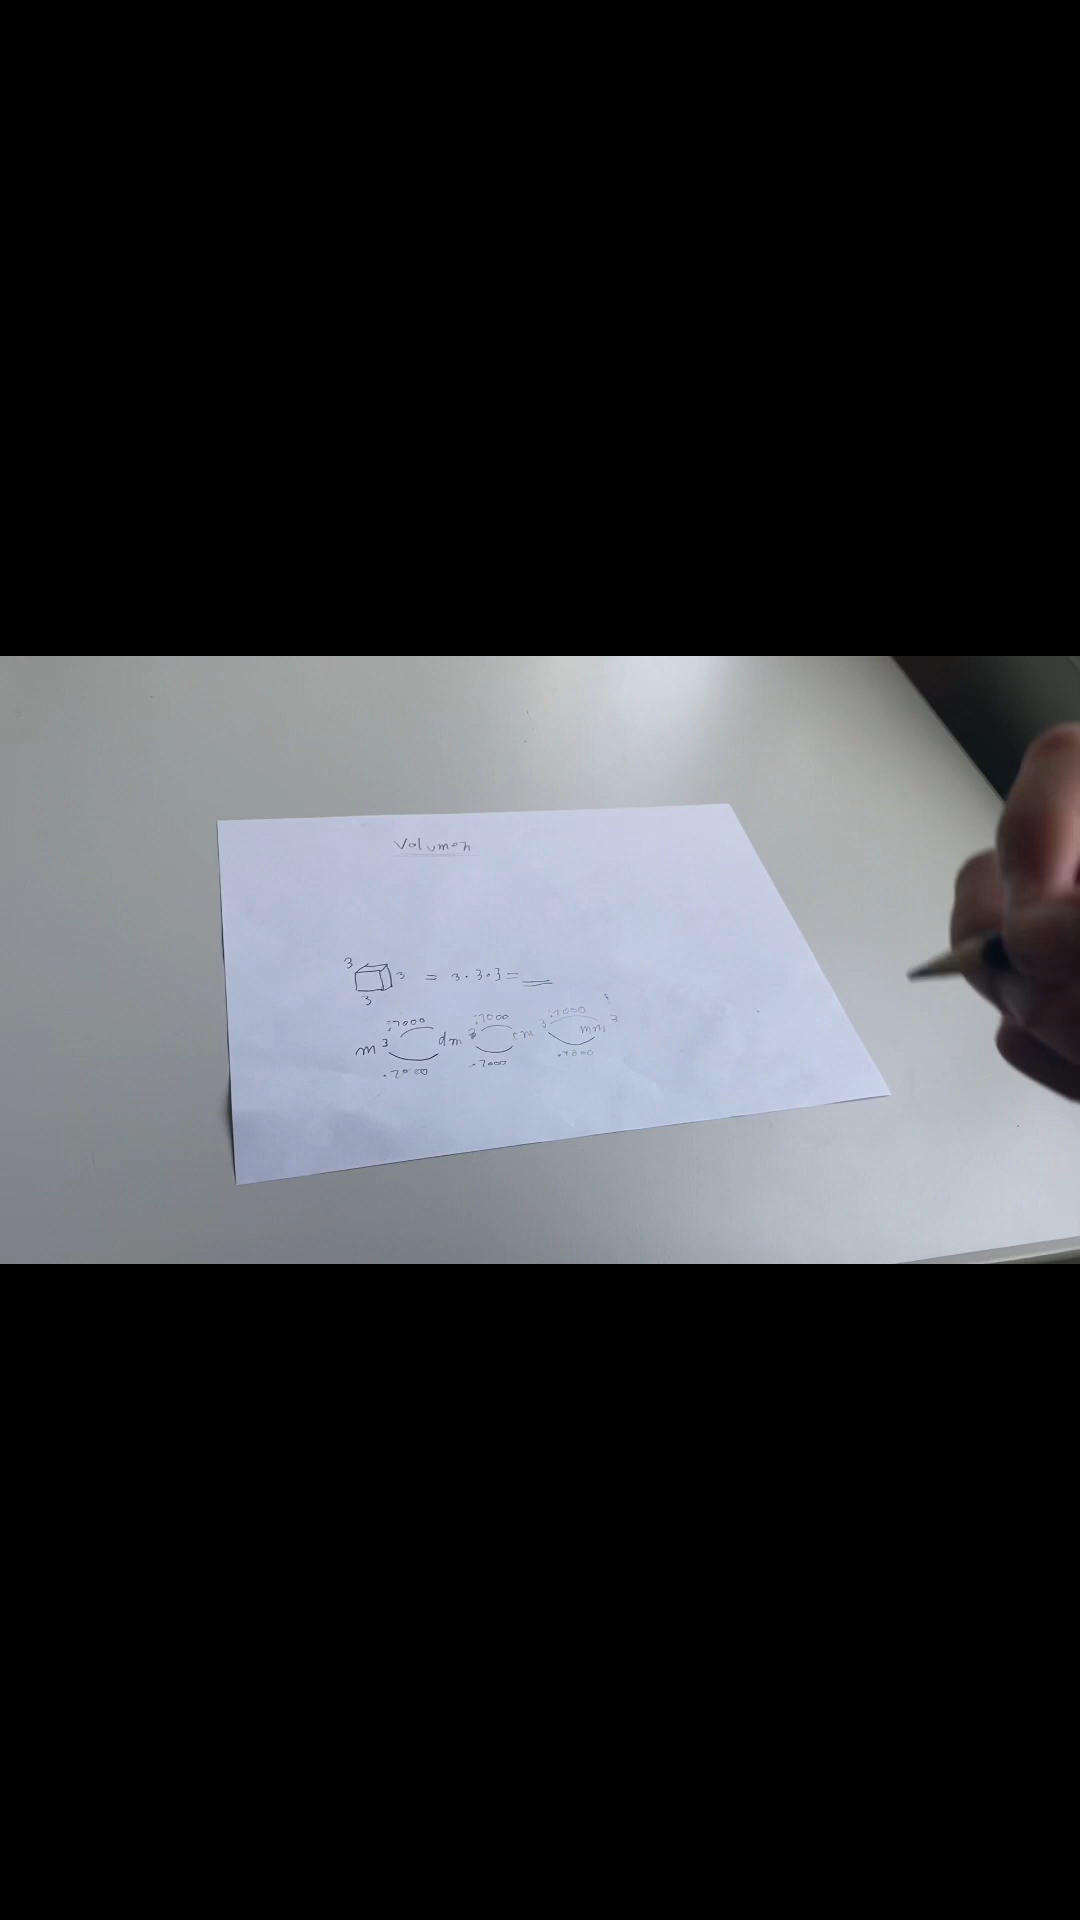 Volumen
3
3 = 3·3·3 =
3
:1000 :1000 :1000
m³ dm³ cm³ mm³
·1000 ·1000 ·1000